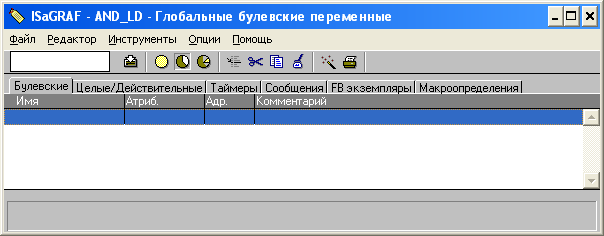 ISaGRAF - AND_LD - Глобальные булевские переменные
Файл Редактор Инструменты Опции Помощь
Булевские Целые/Действительные Таймеры Сообщения FB экземпляры Макроопределения
Имя Атриб. Адр. Комментарий